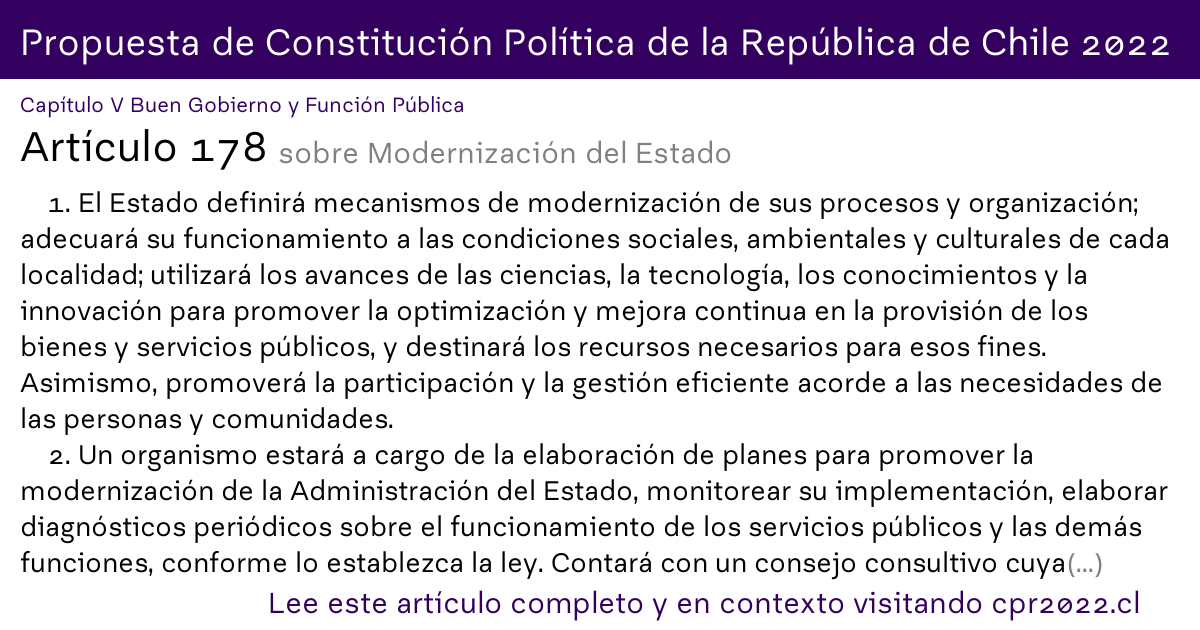 Propuesta de Constitución Política de la República de Chile 2022
Capítulo V Buen Gobierno y Función Pública
Artículo 178 sobre Modernización del Estado
1. El Estado definirá mecanismos de modernización de sus procesos y organización;
adecuará su funcionamiento a las condiciones sociales, ambientales y culturales de cada
localidad; utilizará los avances de las ciencias, la tecnología, los conocimientos y la
innovación para promover la optimización y mejora continua en la provisión de los
bienes y servicios públicos, y destinará los recursos necesarios para esos fines.
Asimismo, promoverá la participación y la gestión eficiente acorde a las necesidades de
las personas y comunidades.
2. Un organismo estará a cargo de la elaboración de planes para promover la
modernización de la Administración del Estado, monitorear su implementación, elaborar
diagnósticos periódicos sobre el funcionamiento de los servicios públicos y las demás
funciones, conforme lo establezca la ley. Contará con un consejo consultivo cuya(...)
Lee este artículo completo y en contexto visitando cpr2022.cl